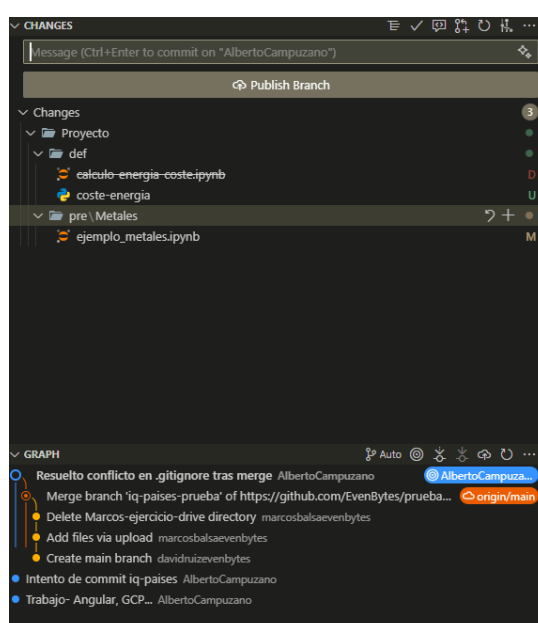 CHANGES
Message (Ctrl+Enter to commit on "AlbertoCampuzano")
Publish Branch
Changes 3
Proyecto
def
calculo-energia-coste.ipynb D
coste-energia U
pre\Metales
ejemplo_metales.ipynb M
GRAPH Auto
Resuelto conflicto en .gitignore tras merge AlbertoCampuzano AlbertoCampuza...
Merge branch 'iq-paises-prueba' of https://github.com/EvenBytes/prueba... origin/main
Delete Marcos-ejercicio-drive directory marcosbalsaevenbytes
Add files via upload marcosbalsaevenbytes
Create main branch davidruizevenbytes
Intento de commit iq-paises AlbertoCampuzano
Trabajo- Angular, GCP... AlbertoCampuzano